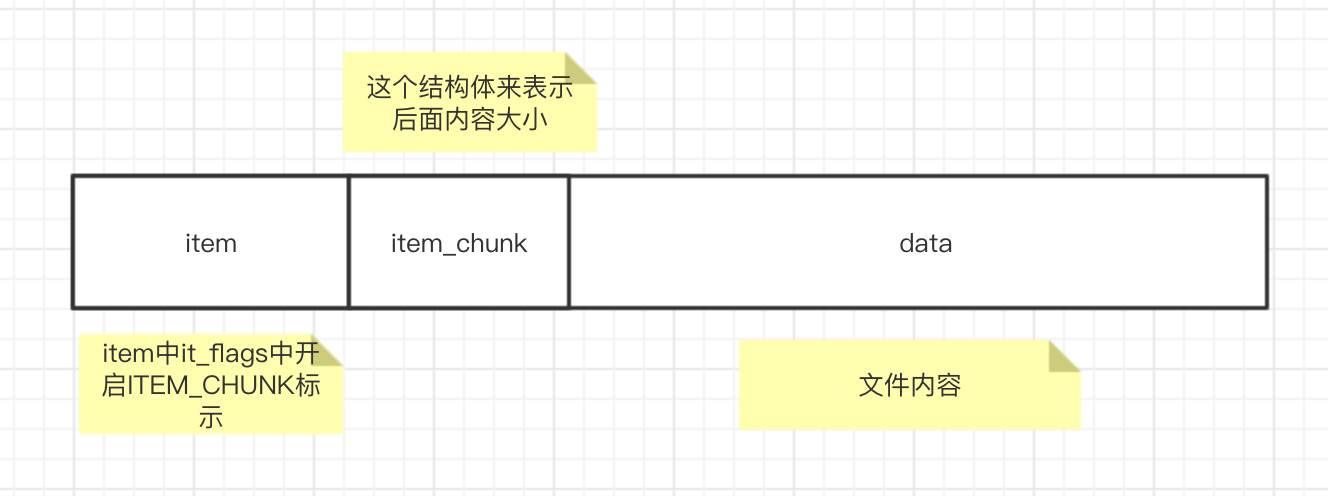 这个结构体来表示
后面内容大小
item
item_chunk
data
item中it_flags中开
启ITEM_CHUNK标
示
文件内容